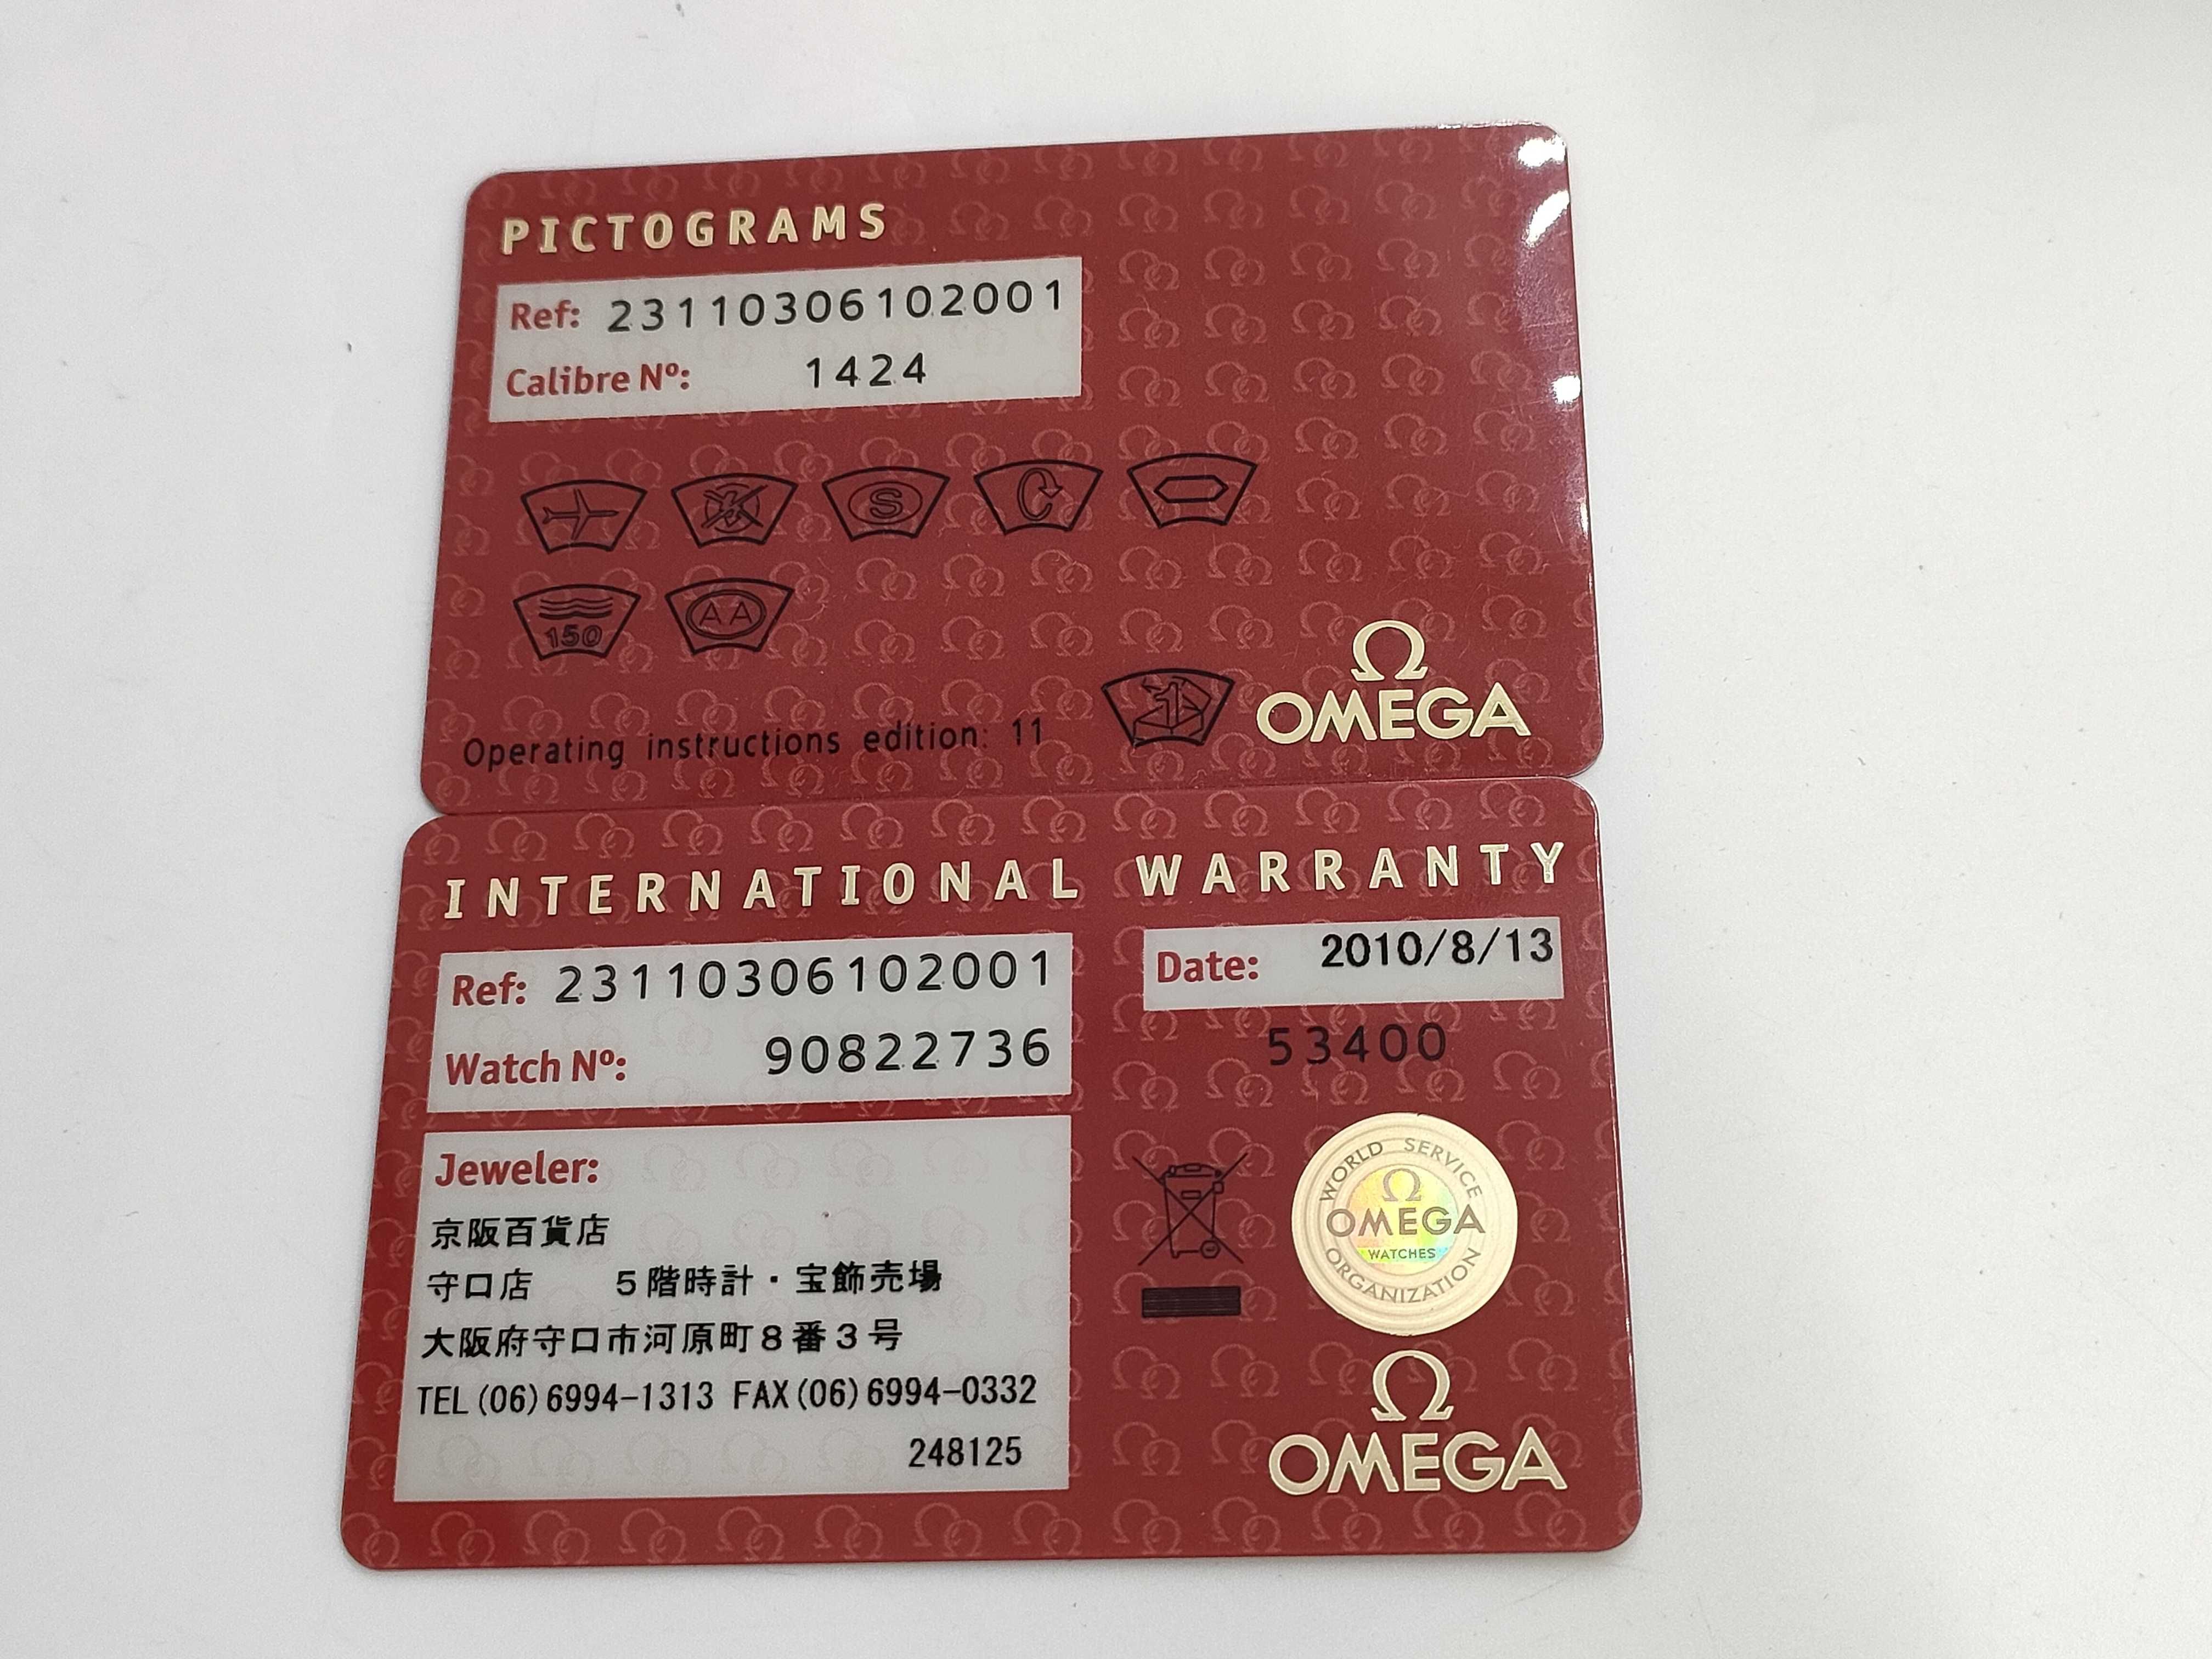 PICTOGRAMS
Ref: 23110306102001
Calibre Nº: 1424
S
150
AA
Operating instructions edition: 11
Ω
OMEGA
INTERNATIONAL WARRANTY
Ref: 23110306102001
Date: 2010/8/13
Watch Nº: 90822736
53400
Jeweler:
京阪百貨店
守口店 5階時計・宝飾売場
大阪府守口市河原町8番3号
TEL(06)6994-1313 FAX(06)6994-0332
248125
WORLD SERVICE
Ω
OMEGA
WATCHES
ORGANIZATION
Ω
OMEGA